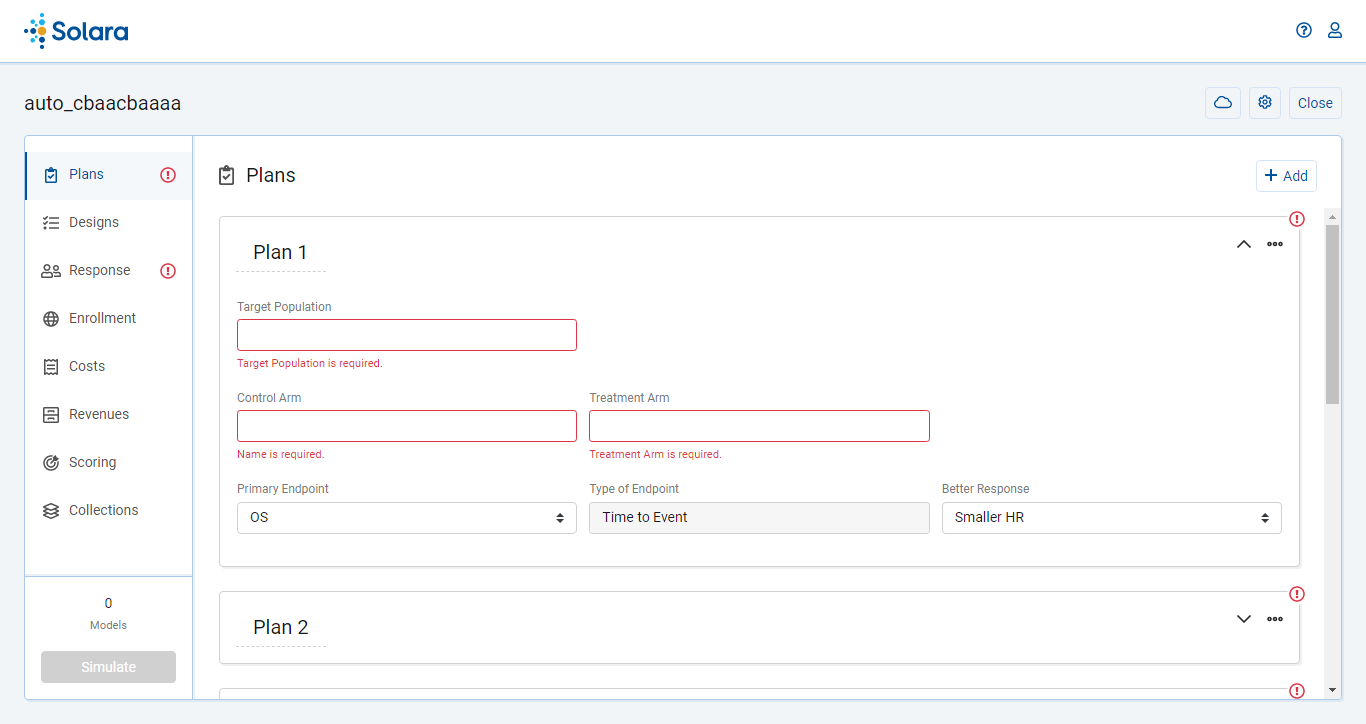 Solara
auto_cbaacbaaaa
Close
Plans
Designs
Response
Enrollment
Costs
Revenues
Scoring
Collections
0
Models
Simulate
Plans
Add
Plan 1
Target Population
Target Population is required.
Control Arm
Treatment Arm
Name is required.
Treatment Arm is required.
Primary Endpoint
Type of Endpoint
Better Response
OS
Time to Event
Smaller HR
Plan 2